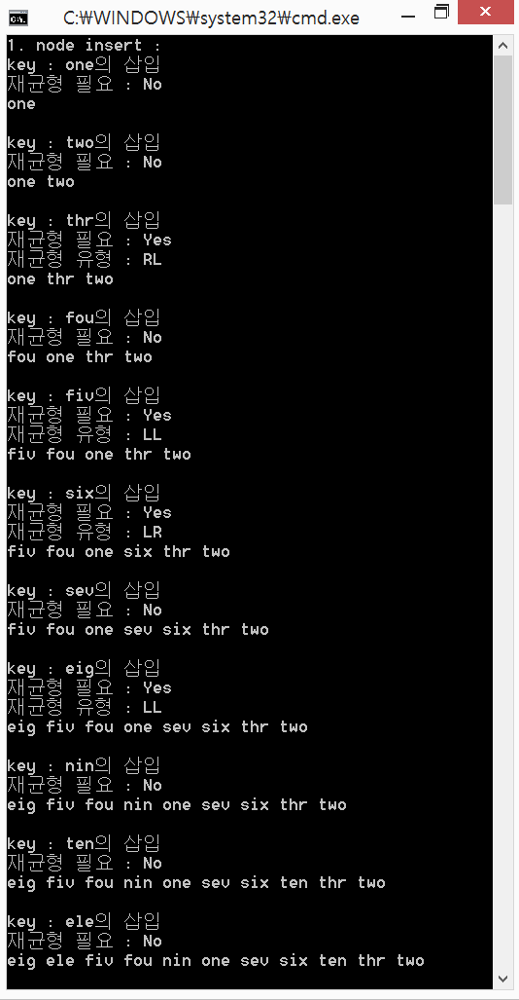 C:₩WINDOWS₩system32₩cmd.exe
1. node insert :
key : one의 삽입
재균형 필요 : No
one
key : two의 삽입
재균형 필요 : No
one two
key : thr의 삽입
재균형 필요 : Yes
재균형 유형 : RL
one thr two
key : fou의 삽입
재균형 필요 : No
fou one thr two
key : fiv의 삽입
재균형 필요 : Yes
재균형 유형 : LL
fiv fou one thr two
key : six의 삽입
재균형 필요 : Yes
재균형 유형 : LR
fiv fou one six thr two
key : sev의 삽입
재균형 필요 : No
fiv fou one sev six thr two
key : eig의 삽입
재균형 필요 : Yes
재균형 유형 : LL
eig fiv fou one sev six thr two
key : nin의 삽입
재균형 필요 : No
eig fiv fou nin one sev six thr two
key : ten의 삽입
재균형 필요 : No
eig fiv fou nin one sev six ten thr two
key : ele의 삽입
재균형 필요 : No
eig ele fiv fou nin one sev six ten thr two